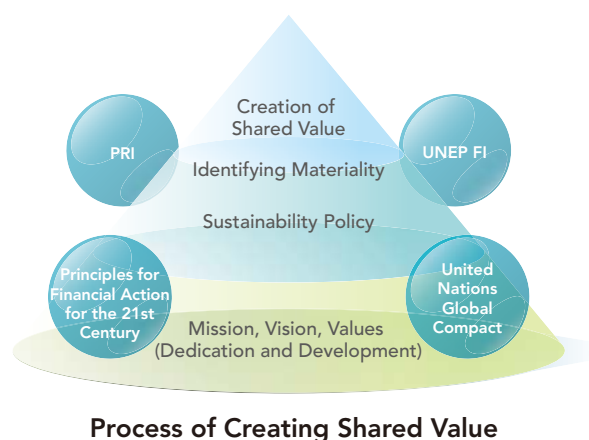 Creation of
Shared Value
PRI
UNEP FI
Identifying Materiality
Sustainability Policy
Principles for
Financial Action
for the 21st
Century
United
Nations
Global
Compact
Mission, Vision, Values
(Dedication and Development)
Process of Creating Shared Value